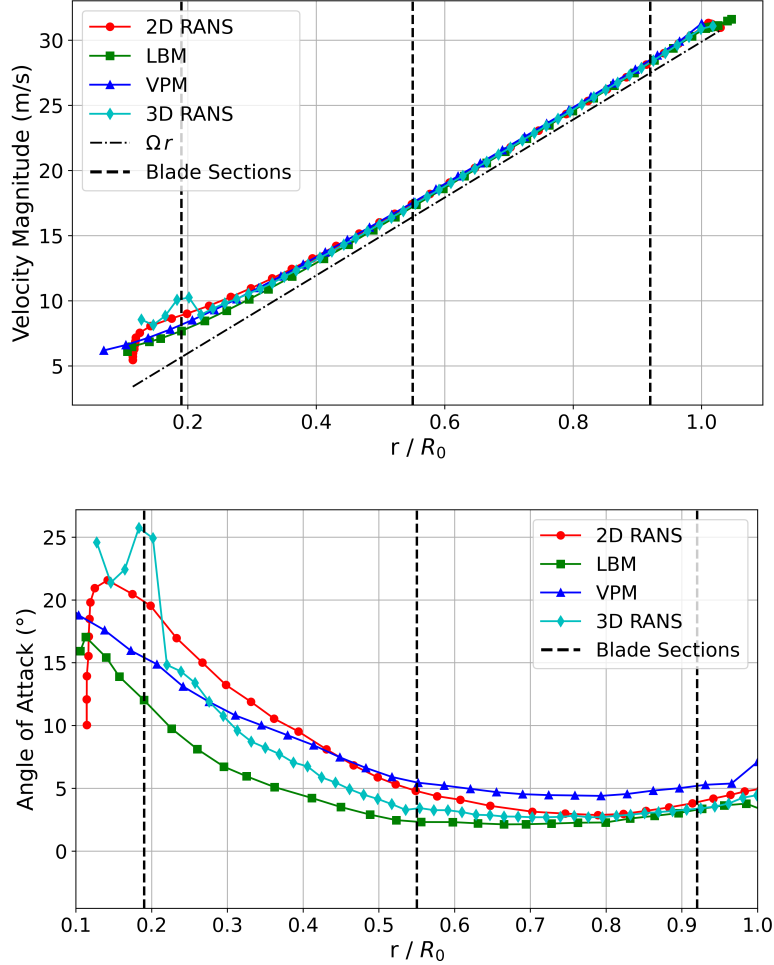 30
25
20
15
10
5
Velocity Magnitude (m/s)
2D RANS
LBM
VPM
3D RANS
Ω r
Blade Sections
0.2 0.4 0.6 0.8 1.0
r / R₀
25
20
15
10
5
0
Angle of Attack (°)
2D RANS
LBM
VPM
3D RANS
Blade Sections
0.1 0.2 0.3 0.4 0.5 0.6 0.7 0.8 0.9 1.0
r / R₀